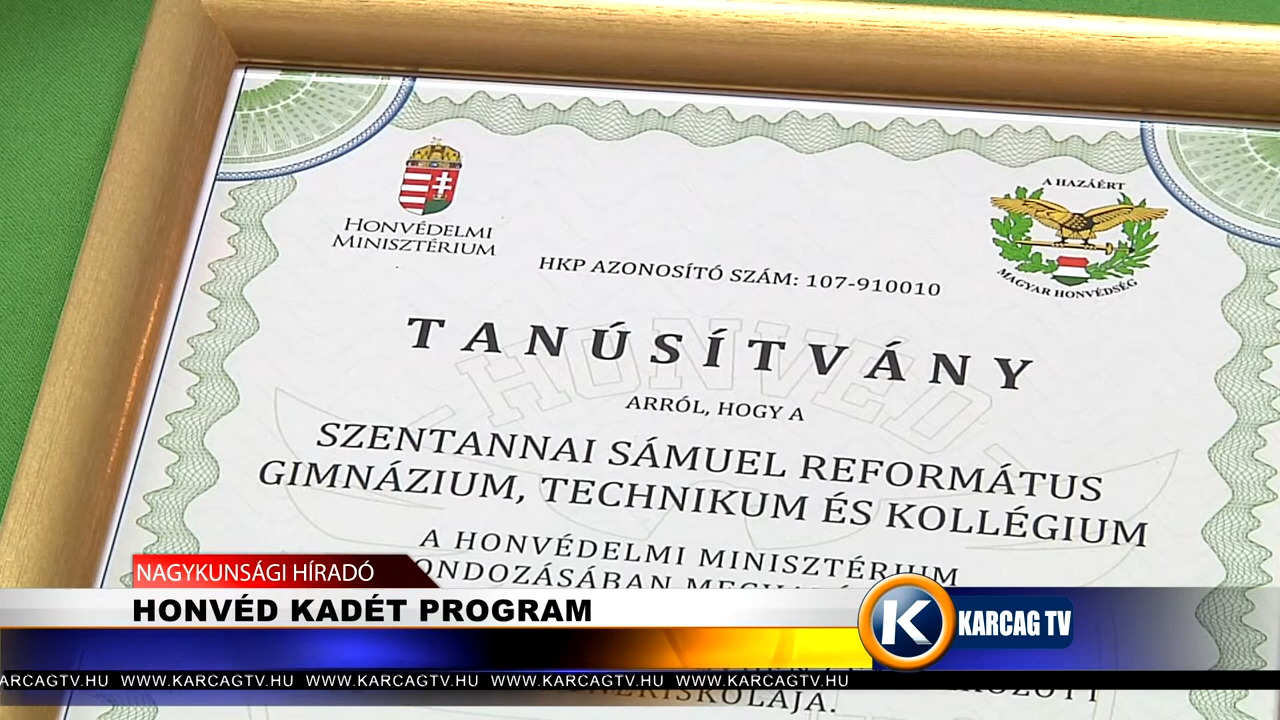 HONVÉDELMI
MINISZTÉRIUM
A HAZÁÉRT
MAGYAR HONVÉDSÉG
HKP AZONOSÍTÓ SZÁM: 107-910010
HONVÉD
TANÚSÍTVÁNY
ARRÓL, HOGY A
SZENTANNAI SÁMUEL REFORMÁTUS
GIMNÁZIUM, TECHNIKUM ÉS KOLLÉGIUM
A HONVÉDELMI MINISZTÉRIUM
NAGYKUNSÁGI HÍRADÓ
HONVÉD KADÉT PROGRAM
K KARCAG TV
KARCAGTV.HU WWW.KARCAGTV.HU WWW.KARCAGTV.HU WWW.KARCAGTV.HU WWW.KARCAGTV.HU